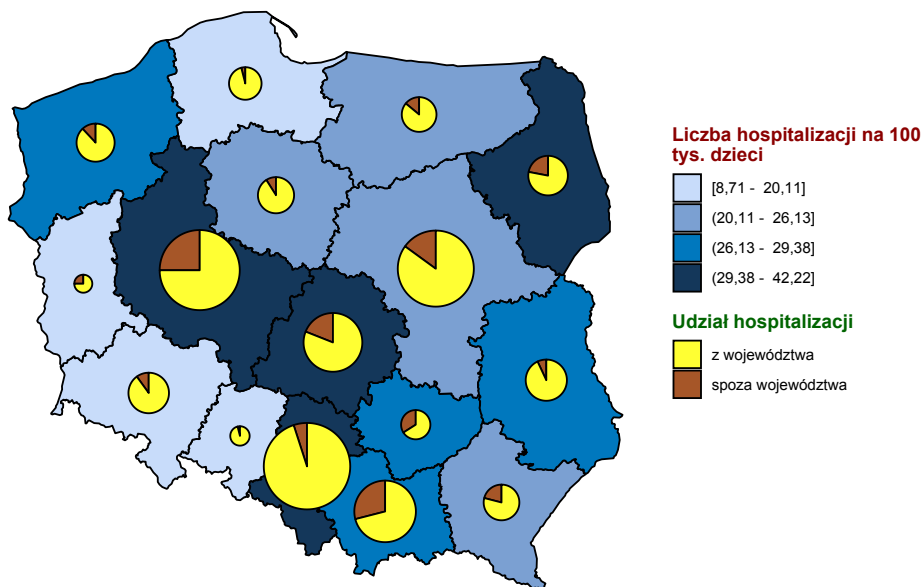 Liczba hospitalizacji na 100
tys. dzieci
[8,71 - 20,11]
(20,11 - 26,13]
(26,13 - 29,38]
(29,38 - 42,22]
Udział hospitalizacji
z województwa
spoza województwa